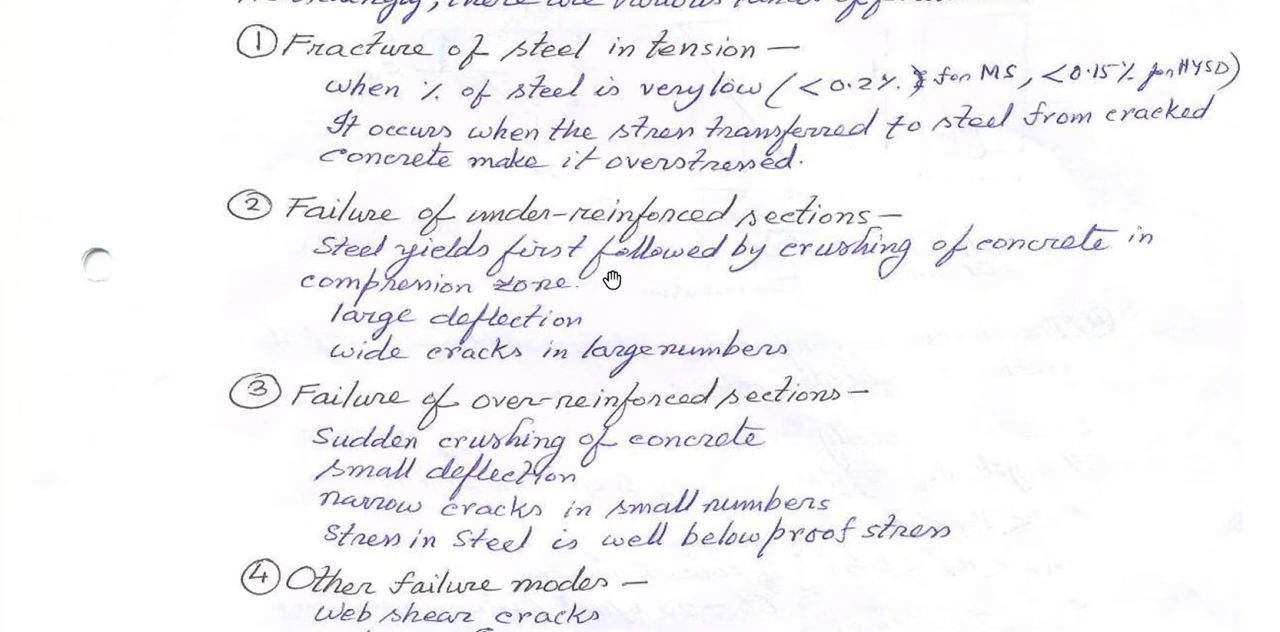 there are various
① Fracture of steel in tension —
when % of steel is very low (<0.2% for MS, <0.15% for HYSD)
It occurs when the stress transferred to steel from cracked
concrete make it overstressed.
② Failure of under-reinforced sections —
Steel yields first followed by crushing of concrete in
compression zone.
large deflection
wide cracks in large numbers
③ Failure of over-reinforced sections —
Sudden crushing of concrete
small deflection
narrow cracks in small numbers
Stress in Steel is well below proof stress
④ Other failure modes —
Web shear cracks